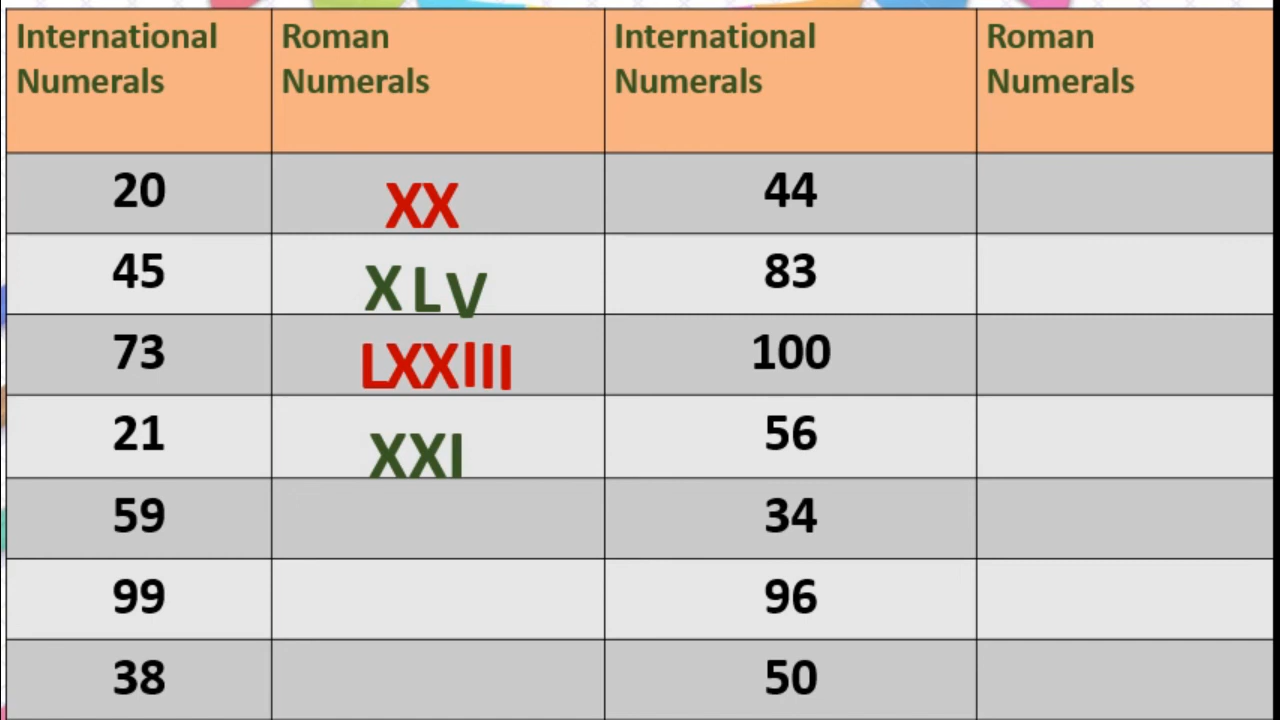 International Numerals Roman Numerals International Numerals Roman Numerals
20 XX 44
45 XLV 83
73 LXXIII 100
21 XXI 56
59 34
99 96
38 50